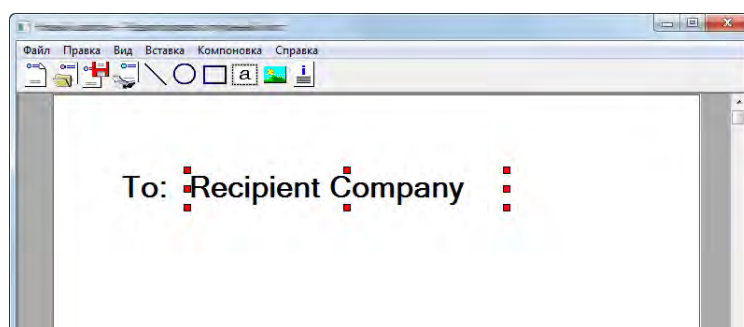 Файл Правка Вид Вставка Компоновка Справка
a i
To: Recipient Company